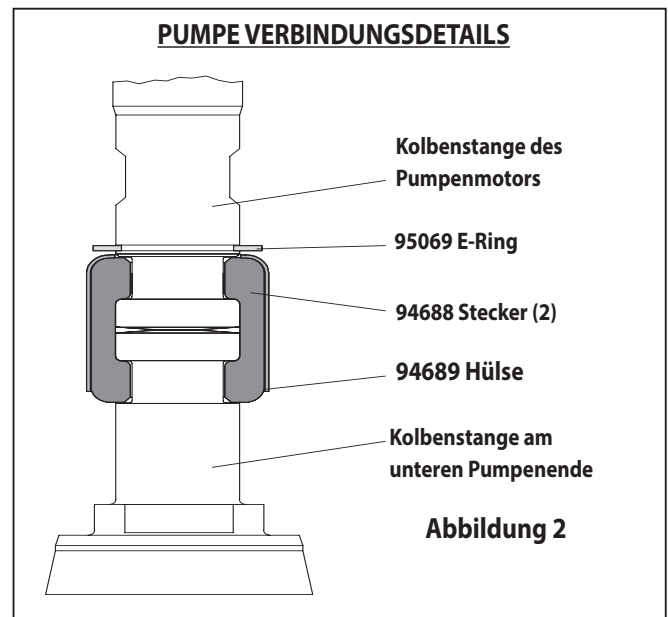 PUMPE VERBINDUNGSDETAILS
Kolbenstange des
Pumpenmotors
95069 E-Ring
94688 Stecker (2)
94689 Hülse
Kolbenstange am
unteren Pumpenende
Abbildung 2